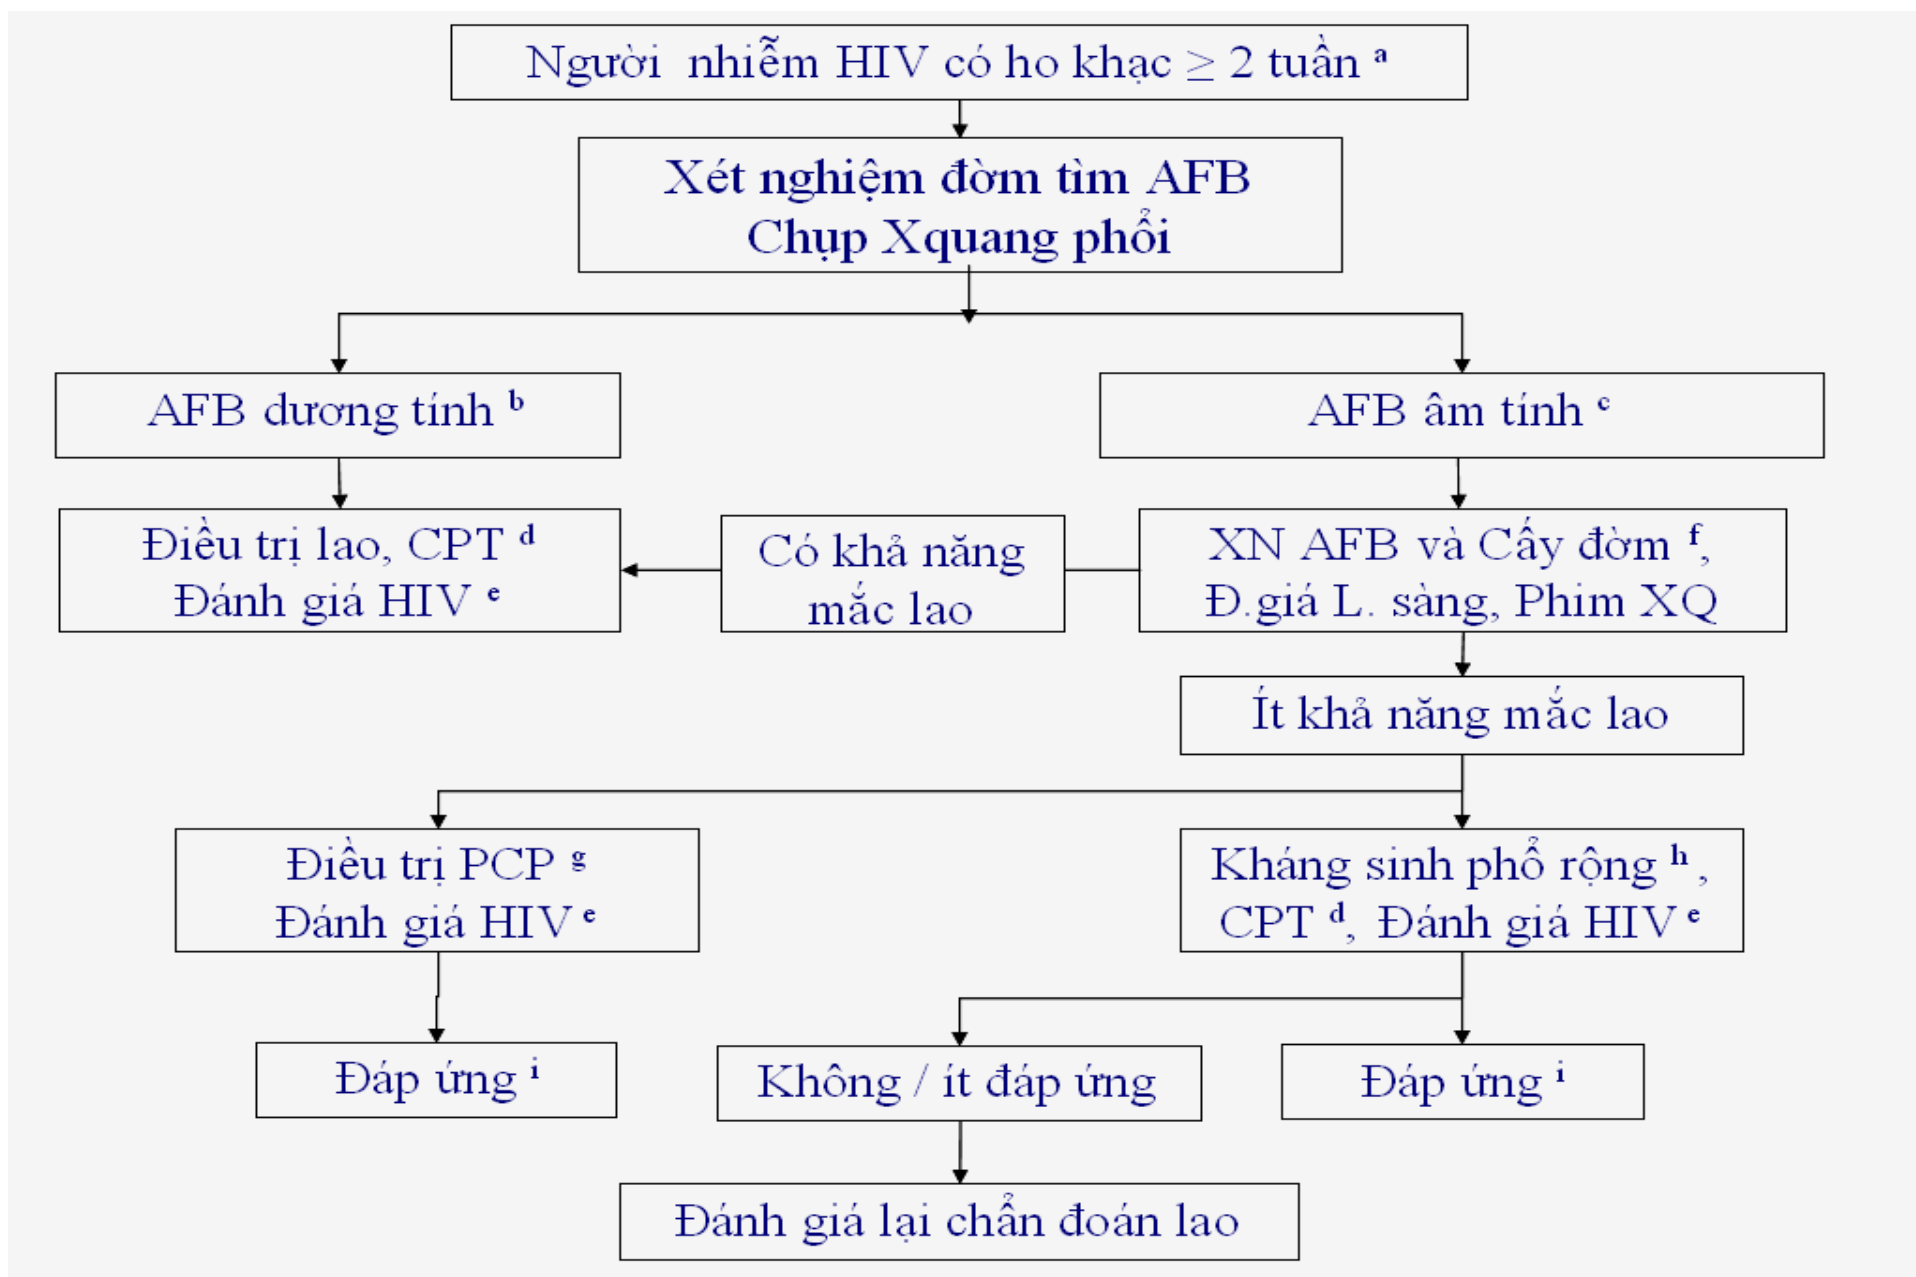 Người nhiễm HIV có ho khạc ≥ 2 tuần ᵃ
Xét nghiệm đờm tìm AFB
Chụp Xquang phổi
AFB dương tính ᵇ
AFB âm tính ᶜ
Điều trị lao, CPT ᵈ
Đánh giá HIV ᵉ
Có khả năng
mắc lao
XN AFB và Cấy đờm ᶠ,
Đ.giá L. sàng, Phim XQ
Ít khả năng mắc lao
Điều trị PCP ᵍ
Đánh giá HIV ᵉ
Kháng sinh phổ rộng ʰ ,
CPT ᵈ, Đánh giá HIV ᵉ
Đáp ứng ⁱ
Không / ít đáp ứng
Đáp ứng ⁱ
Đánh giá lại chẩn đoán lao